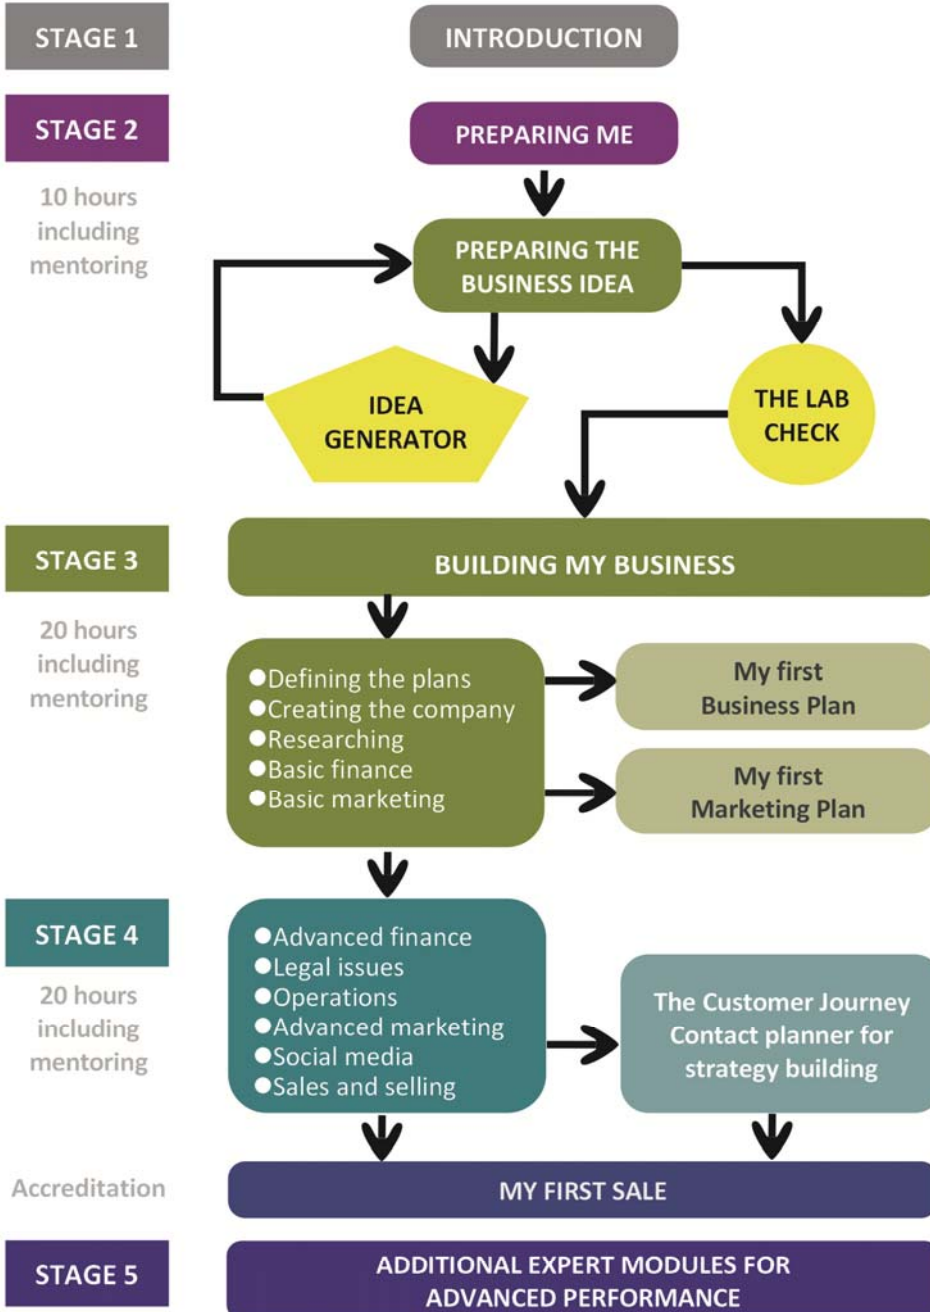 STAGE 1
INTRODUCTION
STAGE 2
PREPARING ME
10 hours
including
mentoring
PREPARING THE
BUSINESS IDEA
IDEA
GENERATOR
THE LAB
CHECK
STAGE 3
BUILDING MY BUSINESS
20 hours
including
mentoring
●Defining the plans
●Creating the company
●Researching
●Basic finance
●Basic marketing
My first
Business Plan
My first
Marketing Plan
STAGE 4
20 hours
including
mentoring
●Advanced finance
●Legal issues
●Operations
●Advanced marketing
●Social media
●Sales and selling
The Customer Journey
Contact planner for
strategy building
Accreditation
MY FIRST SALE
STAGE 5
ADDITIONAL EXPERT MODULES FOR
ADVANCED PERFORMANCE